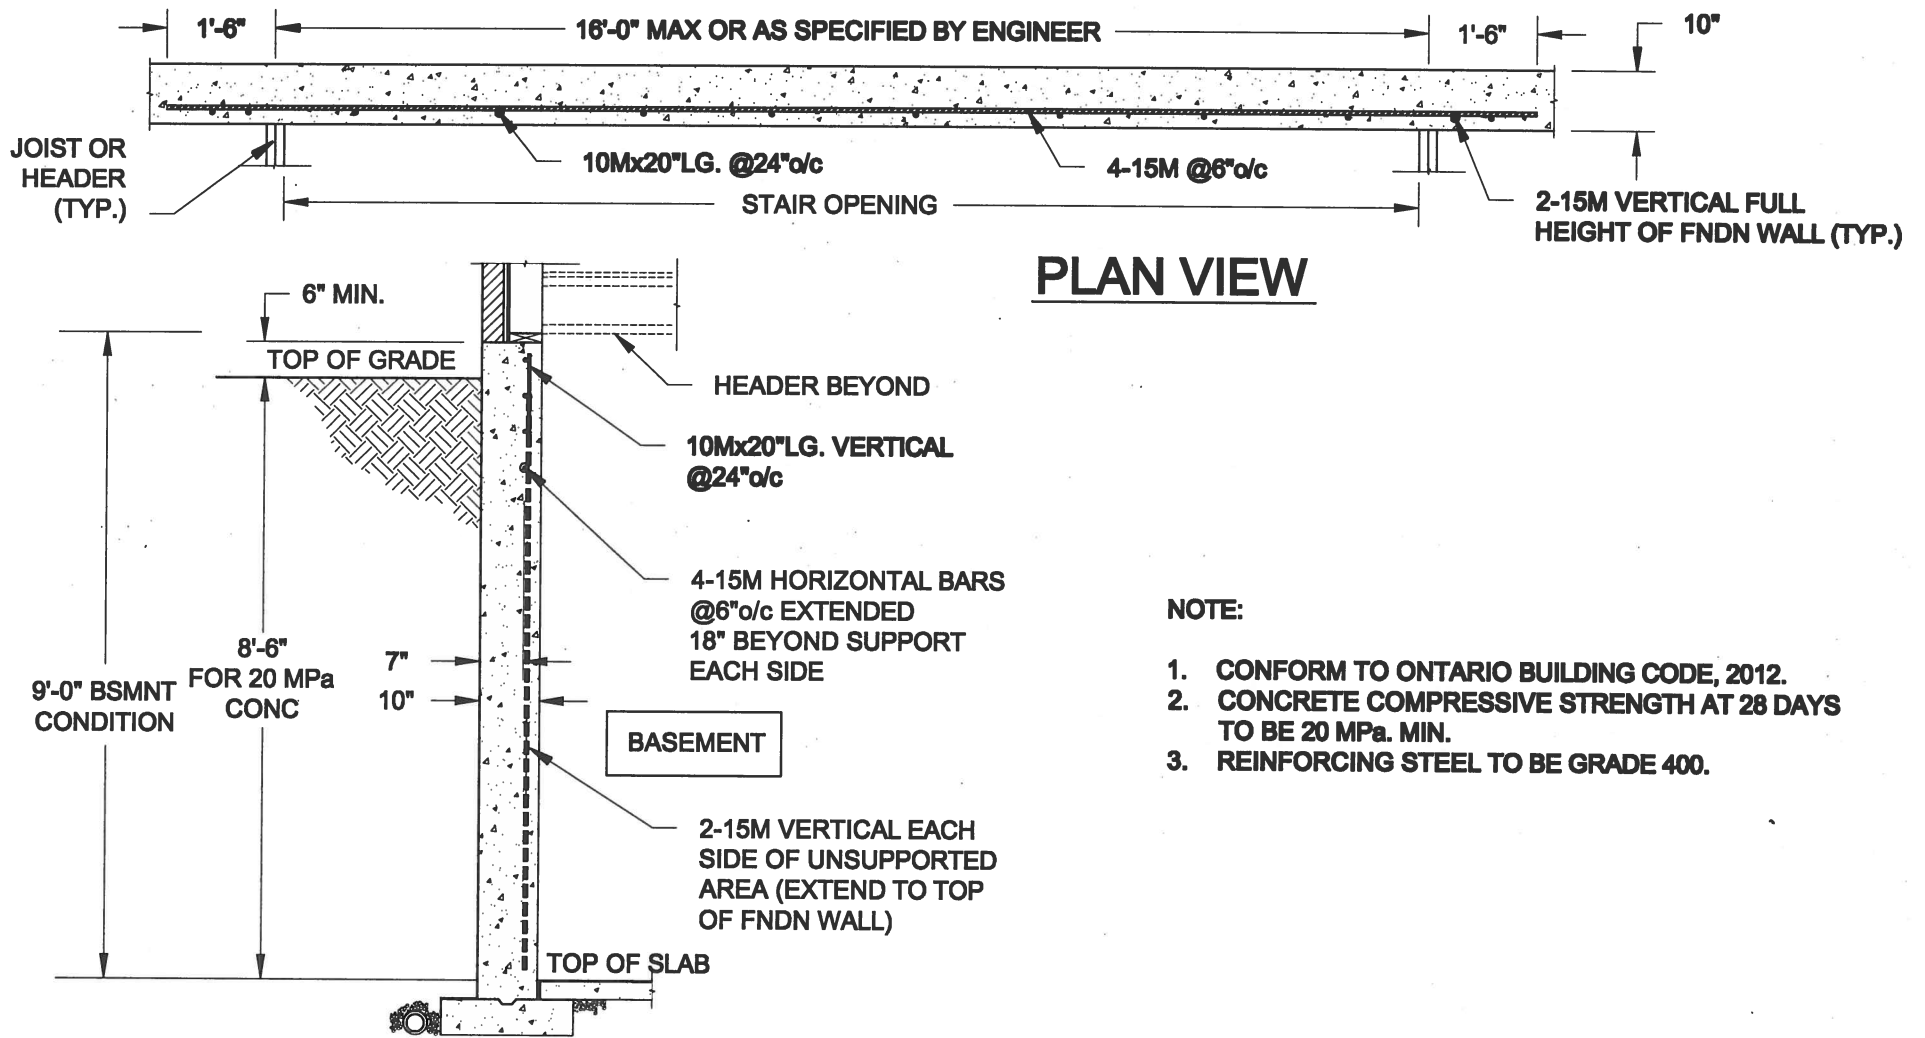 1'-6"
16'-0" MAX OR AS SPECIFIED BY ENGINEER
1'-6"
10"
JOIST OR
HEADER
(TYP.)
10Mx20"LG. @24"o/c
4-15M @6"o/c
STAIR OPENING
2-15M VERTICAL FULL
HEIGHT OF FNDN WALL (TYP.)
PLAN VIEW
6" MIN.
TOP OF GRADE
HEADER BEYOND
10Mx20"LG. VERTICAL
@24"o/c
4-15M HORIZONTAL BARS
@6"o/c EXTENDED
18" BEYOND SUPPORT
EACH SIDE
9'-0" BSMNT
CONDITION
8'-6"
FOR 20 MPa
CONC
7"
10"
BASEMENT
2-15M VERTICAL EACH
SIDE OF UNSUPPORTED
AREA (EXTEND TO TOP
OF FNDN WALL)
TOP OF SLAB
NOTE:
1. CONFORM TO ONTARIO BUILDING CODE, 2012.
2. CONCRETE COMPRESSIVE STRENGTH AT 28 DAYS
TO BE 20 MPa. MIN.
3. REINFORCING STEEL TO BE GRADE 400.